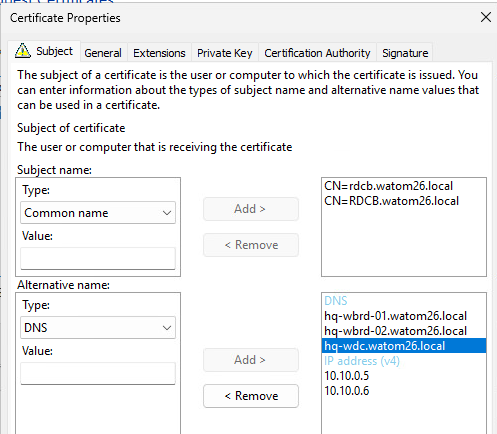 Certificate Properties
Subject
General
Extensions
Private Key
Certification Authority
Signature
The subject of a certificate is the user or computer to which the certificate is issued. You
can enter information about the types of subject name and alternative name values that
can be used in a certificate.
Subject of certificate
The user or computer that is receiving the certificate
Subject name:
Type:
Common name
Value:
Add >
< Remove
CN=rdcb.watom26.local
CN=RDCB.watom26.local
Alternative name:
Type:
DNS
Value:
Add >
< Remove
DNS
hq-wbrd-01.watom26.local
hq-wbrd-02.watom26.local
hq-wdc.watom26.local
IP address (v4)
10.10.0.5
10.10.0.6